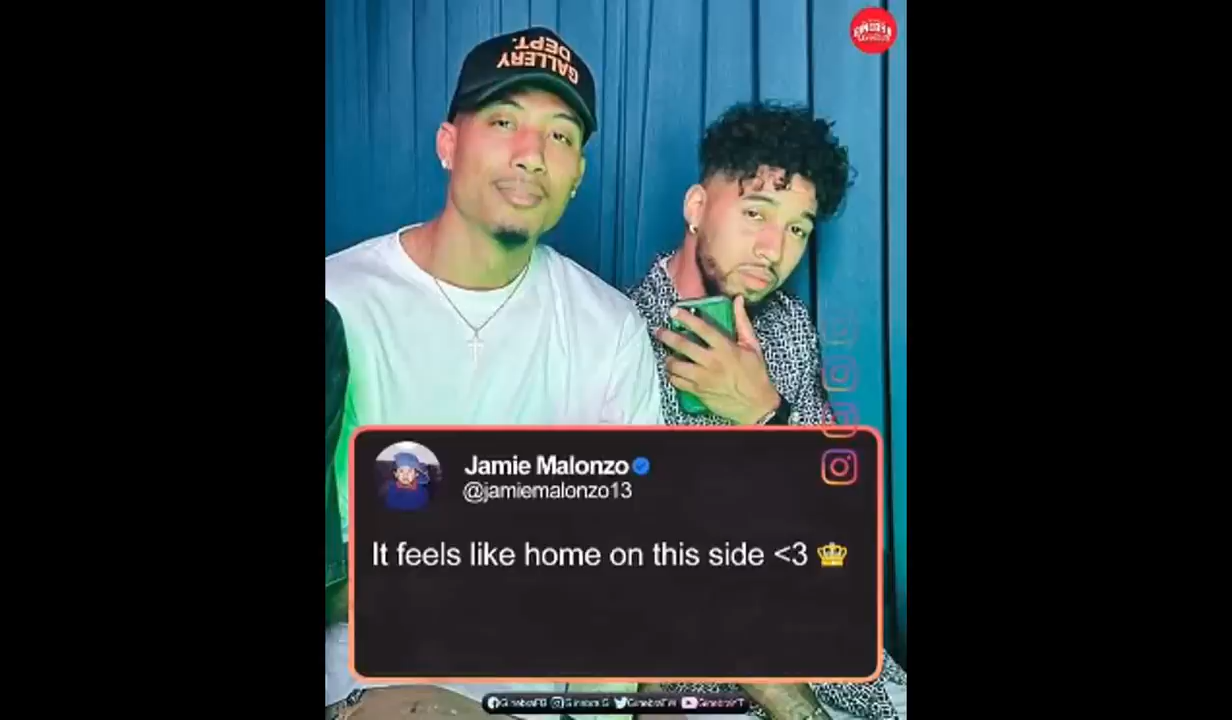 GALLERY
DEPT.
Jamie Malonzo
@jamiemalonzo13
It feels like home on this side <3